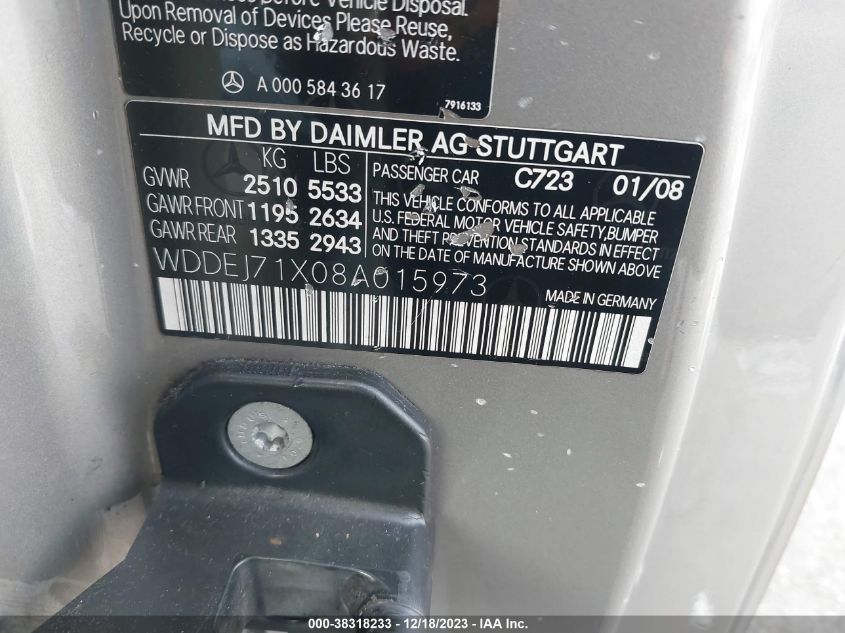 Before Vehicle Disposal.
Upon Removal of Devices Please Reuse,
Recycle or Dispose as Hazardous Waste.
A 000 584 36 17
7916133
MFD BY DAIMLER AG STUTTGART
KG LBS
GVWR 2510 5533
GAWR FRONT 1195 2634
GAWR REAR 1335 2943
PASSENGER CAR C723 01/08
THIS VEHICLE CONFORMS TO ALL APPLICABLE
U.S. FEDERAL MOTOR VEHICLE SAFETY, BUMPER
AND THEFT PREVENTION STANDARDS IN EFFECT
ON THE DATE OF MANUFACTURE SHOWN ABOVE.
WDDEJ71X08A015973
MADE IN GERMANY
000-38318233 - 12/18/2023 - IAA Inc.